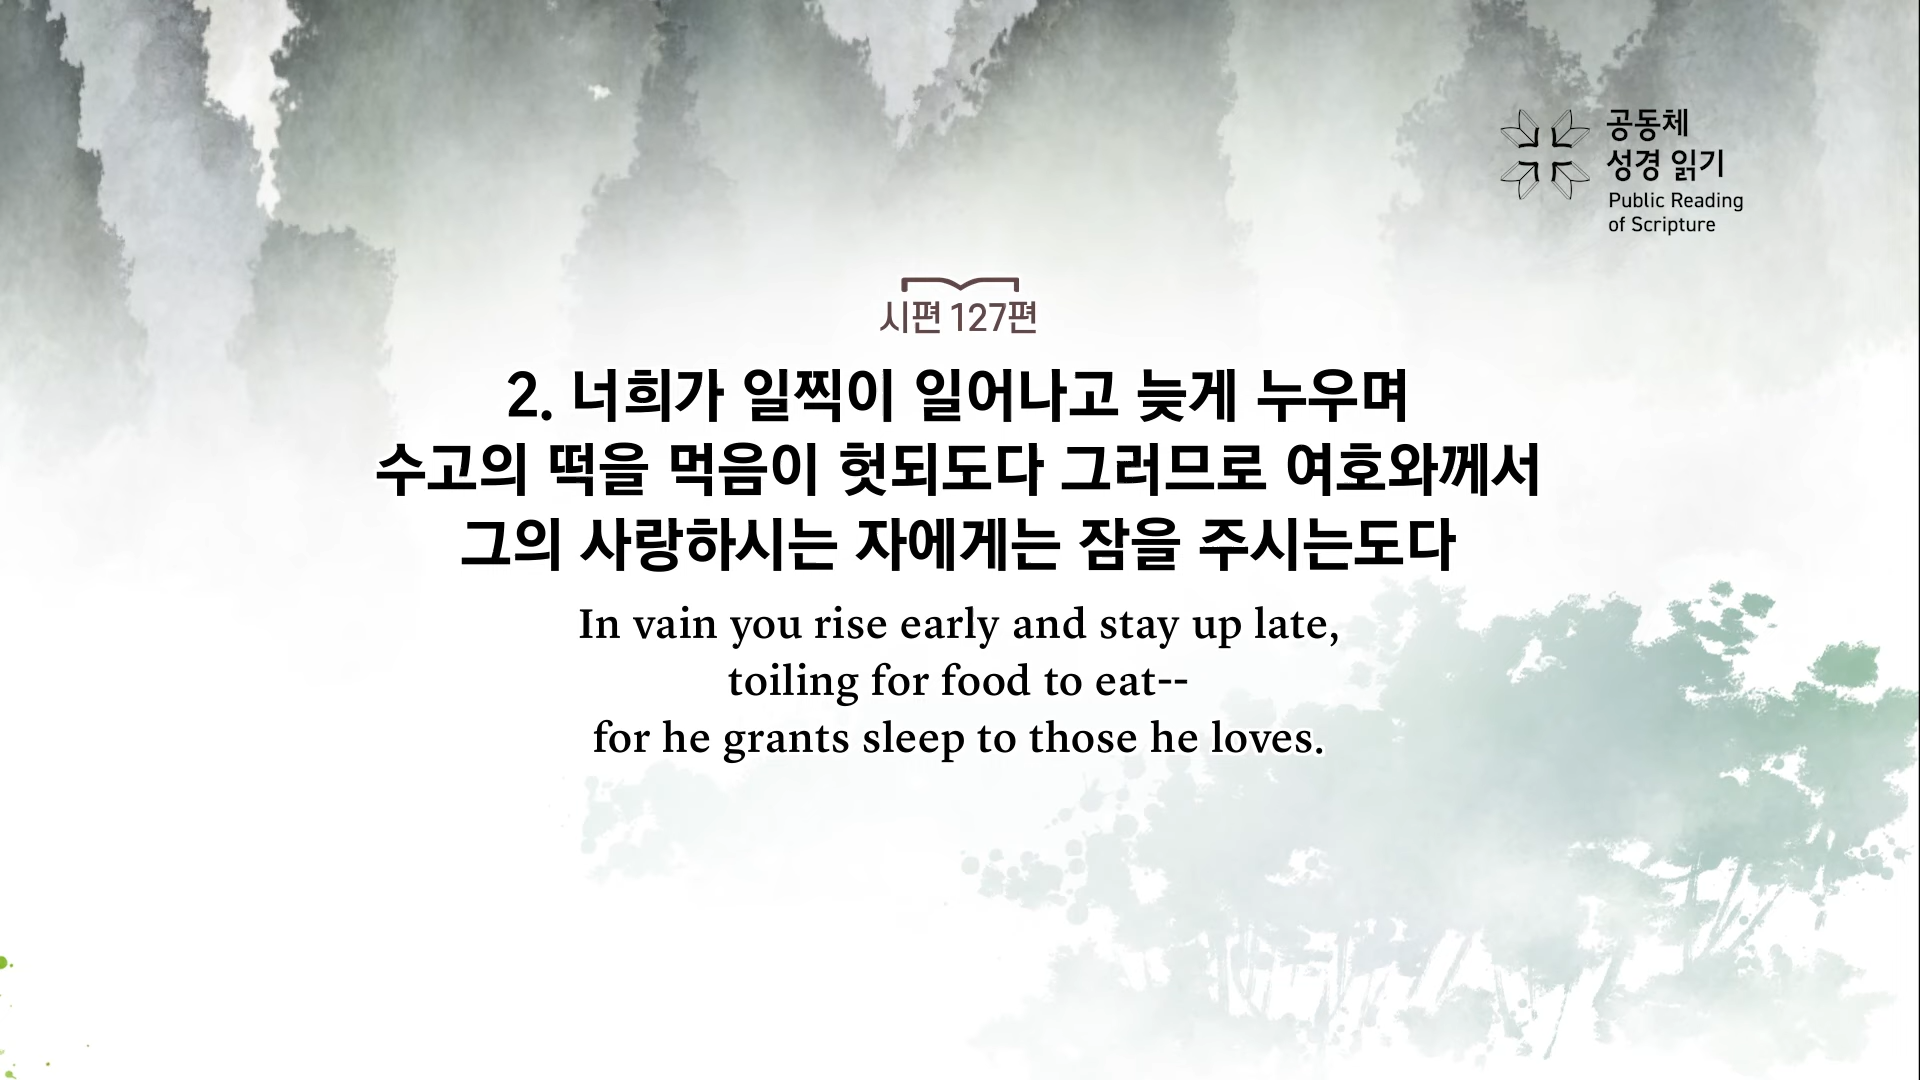 공동체
성경 읽기
Public Reading
of Scripture
시편 127편
2. 너희가 일찍이 일어나고 늦게 누우며
수고의 떡을 먹음이 헛되도다 그러므로 여호와께서
그의 사랑하시는 자에게는 잠을 주시는도다
In vain you rise early and stay up late,
toiling for food to eat--
for he grants sleep to those he loves.